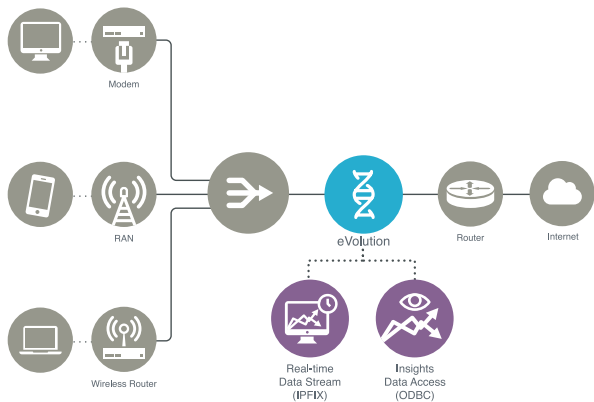 Modem
RAN
eVolution
Router
Internet
Real-time
Data Stream
(IPFIX)
Insights
Data Access
(ODBC)
Wireless Router